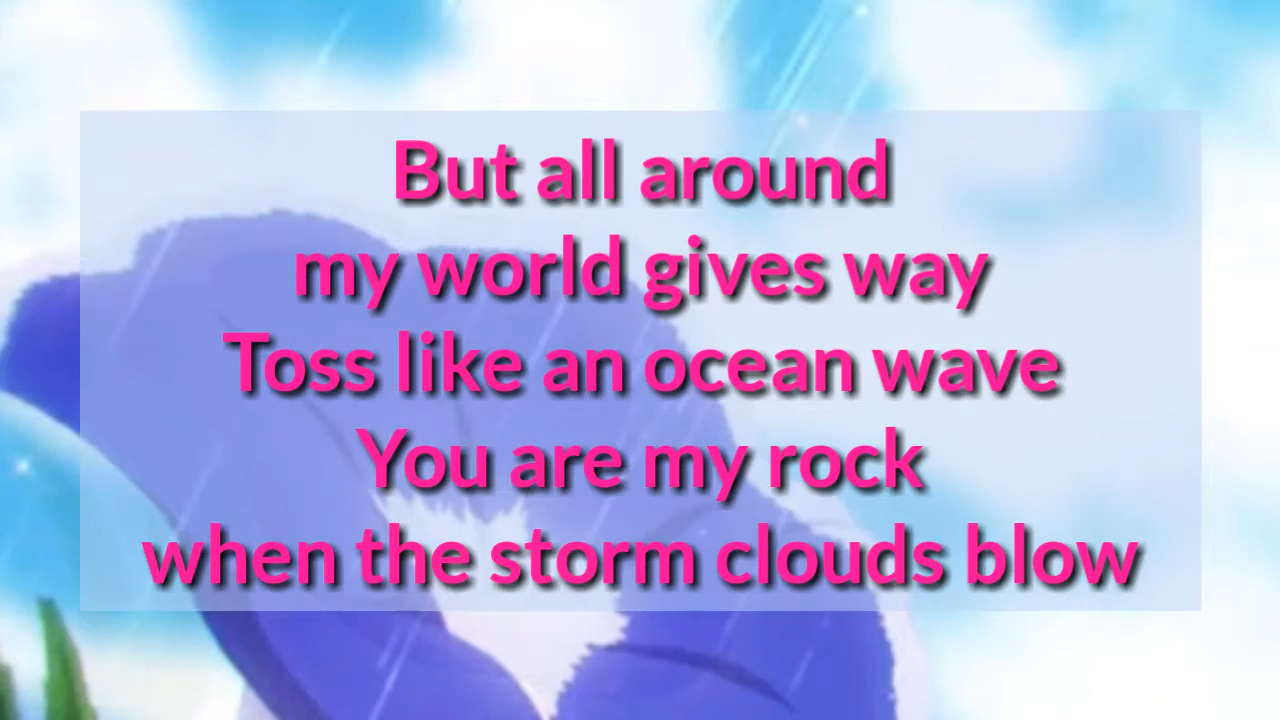 But all around
my world gives way
Toss like an ocean wave
You are my rock
when the storm clouds blow